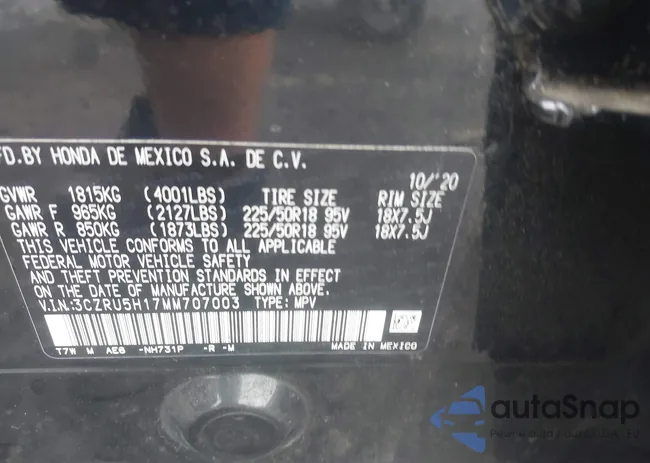 FD.BY HONDA DE MEXICO S.A. DE C.V.
10/'20
GVWR 1815KG (4001LBS) TIRE SIZE RIM SIZE
GAWR F 965KG (2127LBS) 225/50R18 95V 18X7.5J
GAWR R 850KG (1873LBS) 225/50R18 95V 18X7.5J
THIS VEHICLE CONFORMS TO ALL APPLICABLE
FEDERAL MOTOR VEHICLE SAFETY
AND THEFT PREVENTION STANDARDS IN EFFECT
ON THE DATE OF MANUFACTURE SHOWN ABOVE.
V.I.N:3CZRU5H17MM707003 TYPE: MPV
T7W M AE6 -NH731P -R -M MADE IN MEXICO
autoSnap